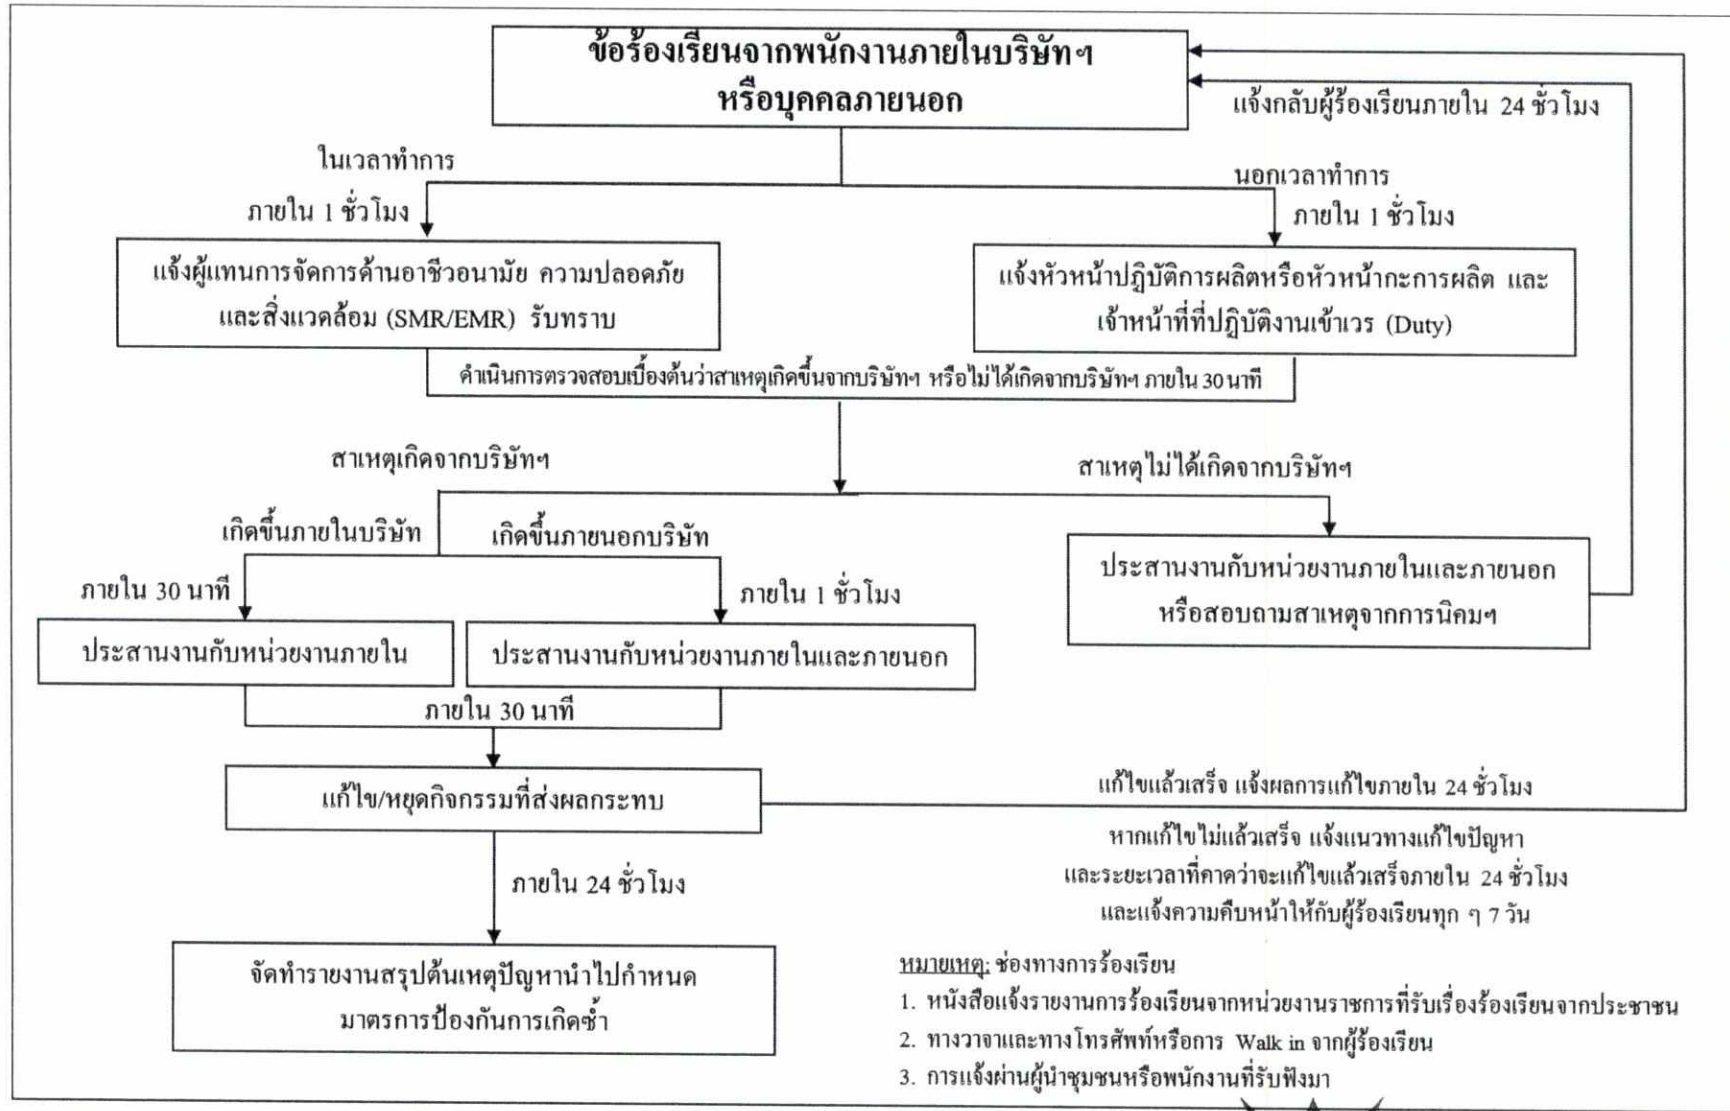 ข้อร้องเรียนจากพนักงานภายในบริษัทฯ
หรือบุคคลภายนอก
แจ้งกลับผู้ร้องเรียนภายใน 24 ชั่วโมง
ในเวลาทำการ
นอกเวลาทำการ
ภายใน 1 ชั่วโมง
ภายใน 1 ชั่วโมง
แจ้งผู้แทนการจัดการด้านอาชีวอนามัย ความปลอดภัย
และสิ่งแวดล้อม (SMR/EMR) รับทราบ
แจ้งหัวหน้าปฏิบัติการผลิตหรือหัวหน้ากะการผลิต และ
เจ้าหน้าที่ที่ปฏิบัติงานเข้าเวร (Duty)
ดำเนินการตรวจสอบเบื้องต้นว่าสาเหตุเกิดขึ้นจากบริษัทฯ หรือไม่ได้เกิดจากบริษัทฯ ภายใน 30 นาที
สาเหตุเกิดจากบริษัทฯ
สาเหตุไม่ได้เกิดจากบริษัทฯ
เกิดขึ้นภายในบริษัท
เกิดขึ้นภายนอกบริษัท
ภายใน 30 นาที
ภายใน 1 ชั่วโมง
ประสานงานกับหน่วยงานภายในและภายนอก
หรือสอบถามสาเหตุจากการนิคมฯ
ประสานงานกับหน่วยงานภายใน
ประสานงานกับหน่วยงานภายในและภายนอก
ภายใน 30 นาที
แก้ไข/หยุดกิจกรรมที่ส่งผลกระทบ
แก้ไขแล้วเสร็จ แจ้งผลการแก้ไขภายใน 24 ชั่วโมง
หากแก้ไขไม่แล้วเสร็จ แจ้งแนวทางแก้ไขปัญหา
และระยะเวลาที่คาดว่าจะแก้ไขแล้วเสร็จภายใน 24 ชั่วโมง
และแจ้งความคืบหน้าให้กับผู้ร้องเรียนทุก ๆ 7 วัน
ภายใน 24 ชั่วโมง
จัดทำรายงานสรุปต้นเหตุปัญหานำไปกำหนด
มาตรการป้องกันการเกิดซ้ำ
หมายเหตุ: ช่องทางการร้องเรียน
1. หนังสือแจ้งรายงานการร้องเรียนจากหน่วยงานราชการที่รับเรื่องร้องเรียนจากประชาชน
2. ทางวาจาและทางโทรศัพท์หรือการ Walk in จากผู้ร้องเรียน
3. การแจ้งผ่านผู้นำชุมชนหรือพนักงานที่รับฟังมา